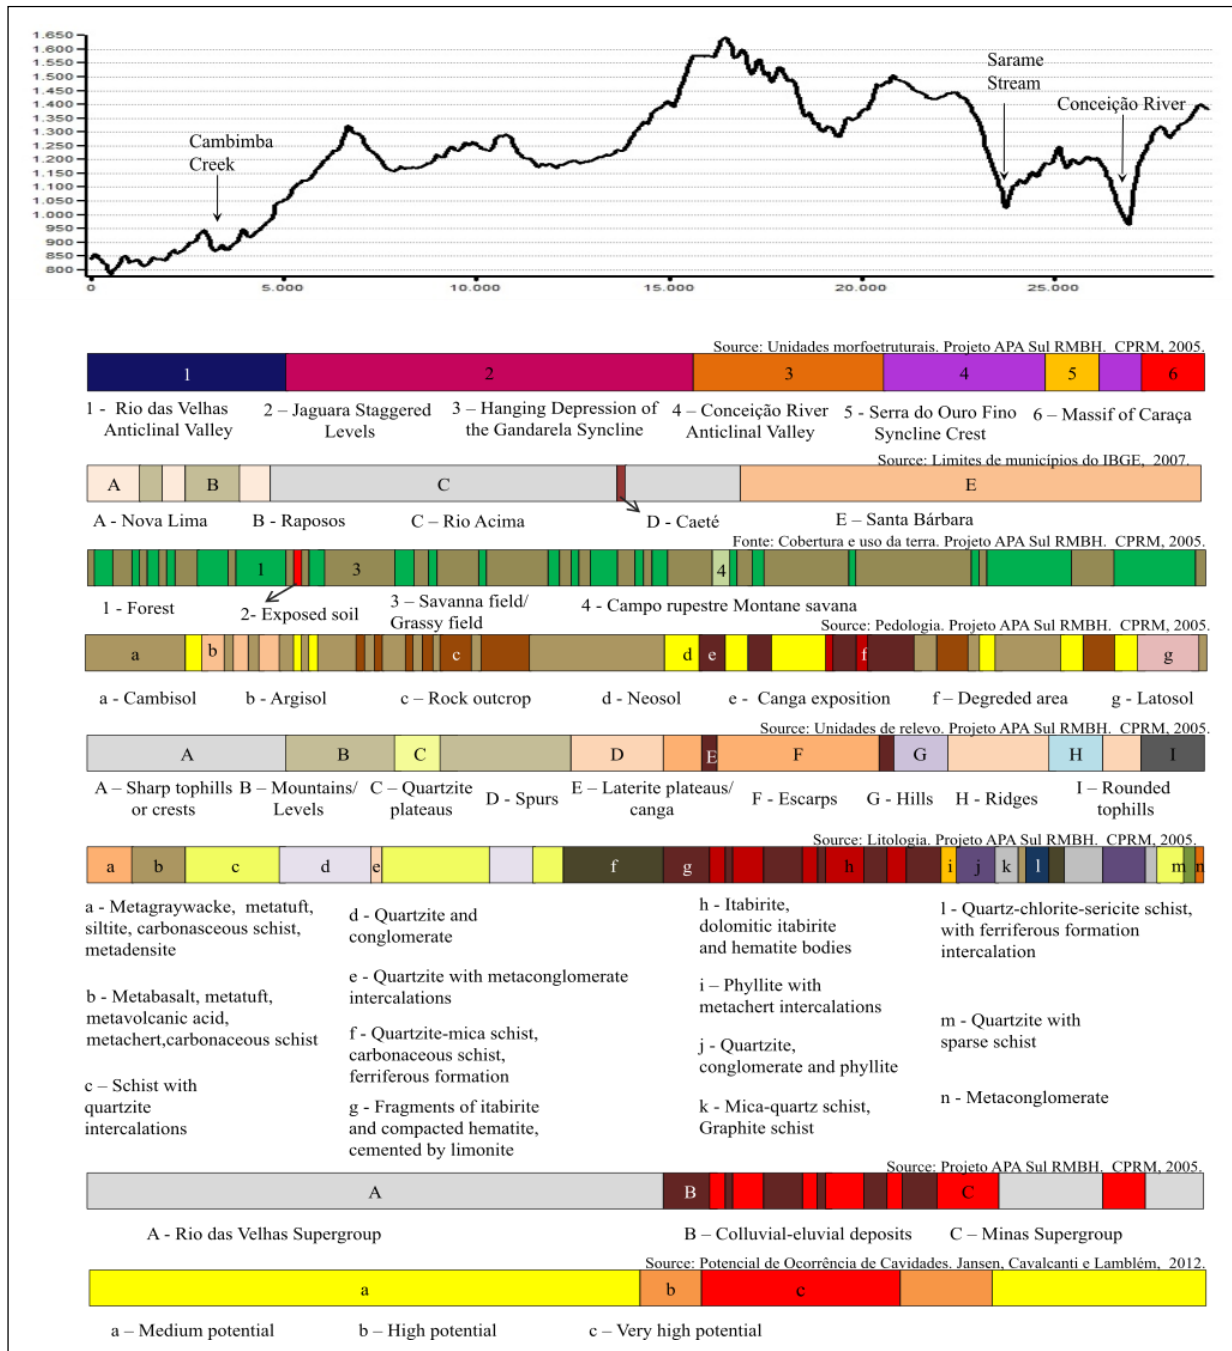 1.650
1.600
1.550
1.500
1.450
1.400
1.350
1.300
1.250
1.200
1.150
1.100
1.050
1.000
950
900
850
800
Cambimba
Creek
Sarame
Stream
Conceição River
0 5.000 10.000 15.000 20.000 25.000
Source: Unidades morfoetruturais. Projeto APA Sul RMBH. CPRM, 2005.
1 2 3 4 5 6
1 - Rio das Velhas
Anticlinal Valley
2 – Jaguara Staggered
Levels
3 – Hanging Depression of
the Gandarela Syncline
4 – Conceição River
Anticlinal Valley
5 - Serra do Ouro Fino
Syncline Crest
6 – Massif of Caraça
Source: Limites de municípios do IBGE, 2007.
A B C E
A - Nova Lima B - Raposos C – Rio Acima D - Caeté E – Santa Bárbara
Fonte: Cobertura e uso da terra. Projeto APA Sul RMBH. CPRM, 2005.
1 3 4
1 - Forest
2- Exposed soil
3 – Savanna field/
Grassy field
4 - Campo rupestre Montane savana
Source: Pedologia. Projeto APA Sul RMBH. CPRM, 2005.
a b c d e f g
a - Cambisol b - Argisol c – Rock outcrop d - Neosol e - Canga exposition f – Degreded area g - Latosol
Source: Unidades de relevo. Projeto APA Sul RMBH. CPRM, 2005.
A B C D E F G H I
A – Sharp tophills
or crests
B – Mountains/
Levels
C – Quartzite
plateaus
D - Spurs
E – Laterite plateaus/
canga
F - Escarps
G - Hills
H - Ridges
I – Rounded
tophills
Source: Litologia. Projeto APA Sul RMBH. CPRM, 2005.
a b c d e f g h i j k l m n
a - Metagraywacke, metatuft,
siltite, carbonasceous schist,
metadensite
b - Metabasalt, metatuft,
metavolcanic acid,
metachert,carbonaceous schist
c – Schist with
quartzite
intercalations
d - Quartzite and
conglomerate
e - Quartzite with metaconglomerate
intercalations
f - Quartzite-mica schist,
carbonaceous schist,
ferriferous formation
g - Fragments of itabirite
and compacted hematite,
cemented by limonite
h - Itabirite,
dolomitic itabirite
and hematite bodies
i – Phyllite with
metachert intercalations
j - Quartzite,
conglomerate and phyllite
k - Mica-quartz schist,
Graphite schist
l - Quartz-chlorite-sericite schist,
with ferriferous formation
intercalation
m - Quartzite with
sparse schist
n - Metaconglomerate
Source: Projeto APA Sul RMBH. CPRM, 2005.
A B C
A - Rio das Velhas Supergroup B – Colluvial-eluvial deposits C – Minas Supergroup
Source: Potencial de Ocorrência de Cavidades. Jansen, Cavalcanti e Lamblém, 2012.
a b c
a – Medium potential b – High potential c – Very high potential